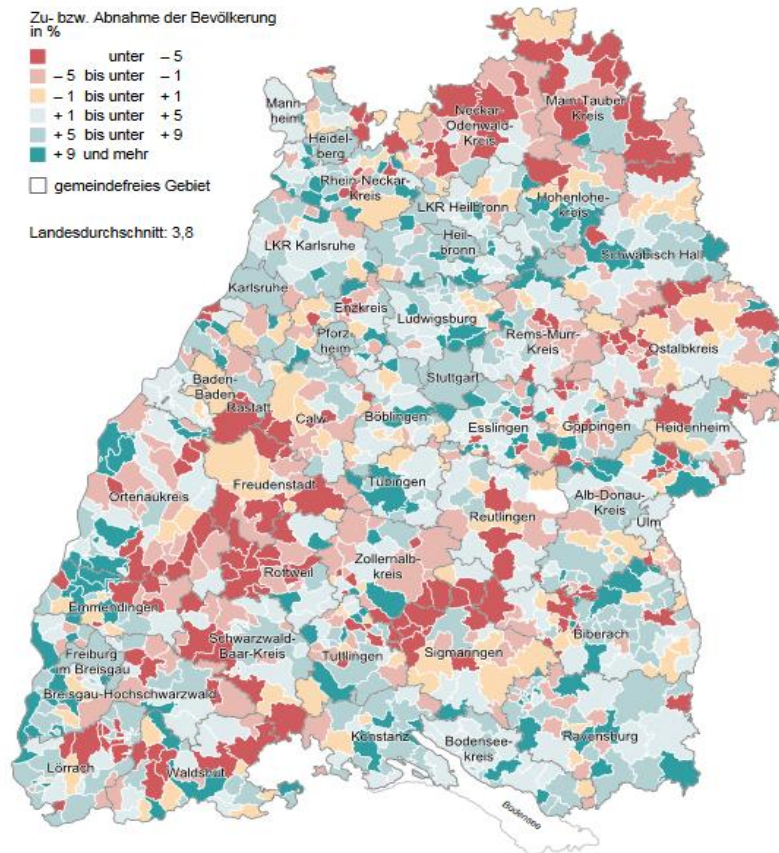 Zu- bzw. Abnahme der Bevölkerung
in %
unter – 5
– 5 bis unter – 1
– 1 bis unter + 1
+ 1 bis unter + 5
+ 5 bis unter + 9
+ 9 und mehr
gemeindefreies Gebiet
Landesdurchschnitt: 3,8
Mann-
heim
Heidel-
berg
Rhein-Neckar-
Kreis
Neckar-
Odenwald-
Kreis
Main-Tauber
Kreis
LKR Heilbronn
Hohenlohe-
kreis
Heil-
bronn
Schwäbisch Hall
LKR Karlsruhe
Karlsruhe
Enzkreis
Pforz-
heim
Ludwigsburg
Rems-Murr-
Kreis
Ostalbkreis
Stuttgart
Baden-
Baden
Rastatt
Calw
Böblingen
Esslingen
Göppingen
Heidenheim
Ortenaukreis
Freudenstadt
Tübingen
Reutlingen
Alb-Donau-
Kreis
Ulm
Rottweil
Zollernalb-
kreis
Emmendingen
Freiburg
im Breisgau
Schwarzwald-
Baar-Kreis
Tuttlingen
Sigmaringen
Biberach
Breisgau-Hochschwarzwald
Konstanz
Bodensee-
kreis
Ravensburg
Lörrach
Waldshut
Bodensee